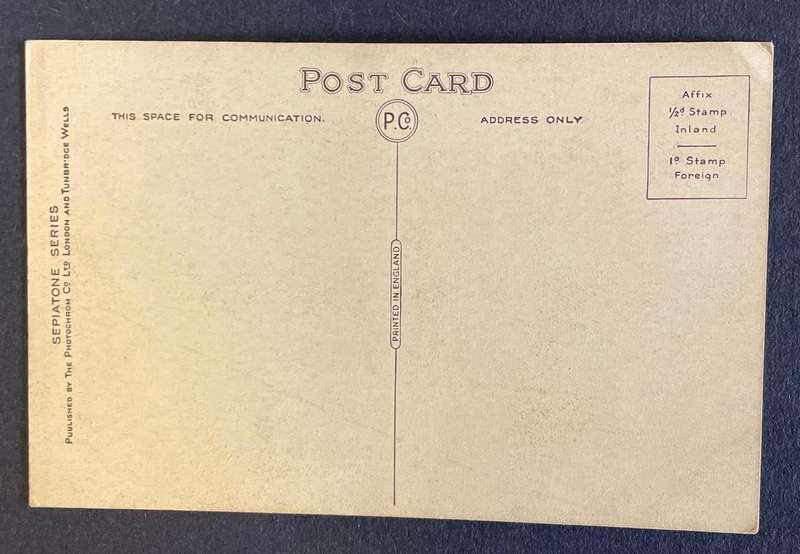 POST CARD
THIS SPACE FOR COMMUNICATION.
P.Co.
ADDRESS ONLY
Affix
½d Stamp
Inland
1D Stamp
Foreign
PRINTED IN ENGLAND
SEPIATONE SERIES
PUBLISHED BY THE PHOTOCHROM CO. LTD LONDON AND TUNBRIDGE WELLS